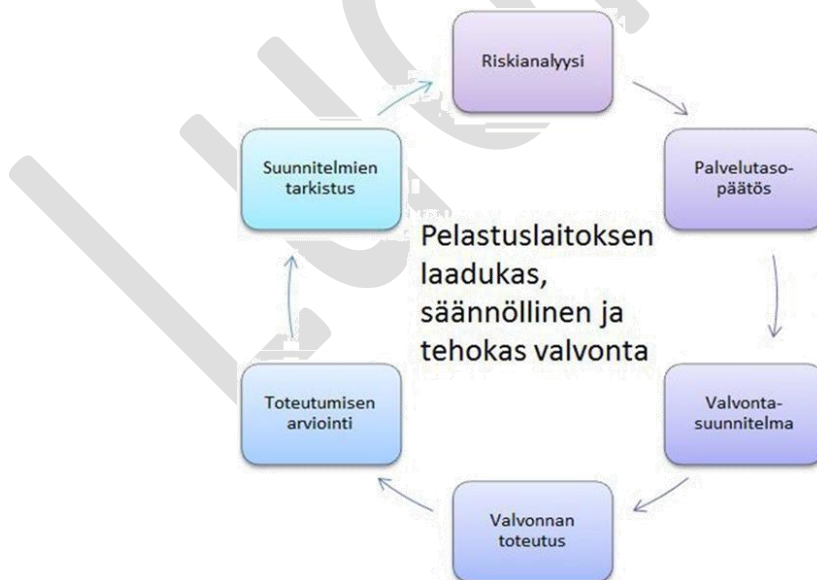 Riskianalyysi
Palvelutaso-
päätös
Valvonta-
suunnitelma
Valvonnan
toteutus
Toteutumisen
arviointi
Suunnitelmien
tarkistus
Pelastuslaitoksen
laadukas,
säännöllinen ja
tehokas valvonta